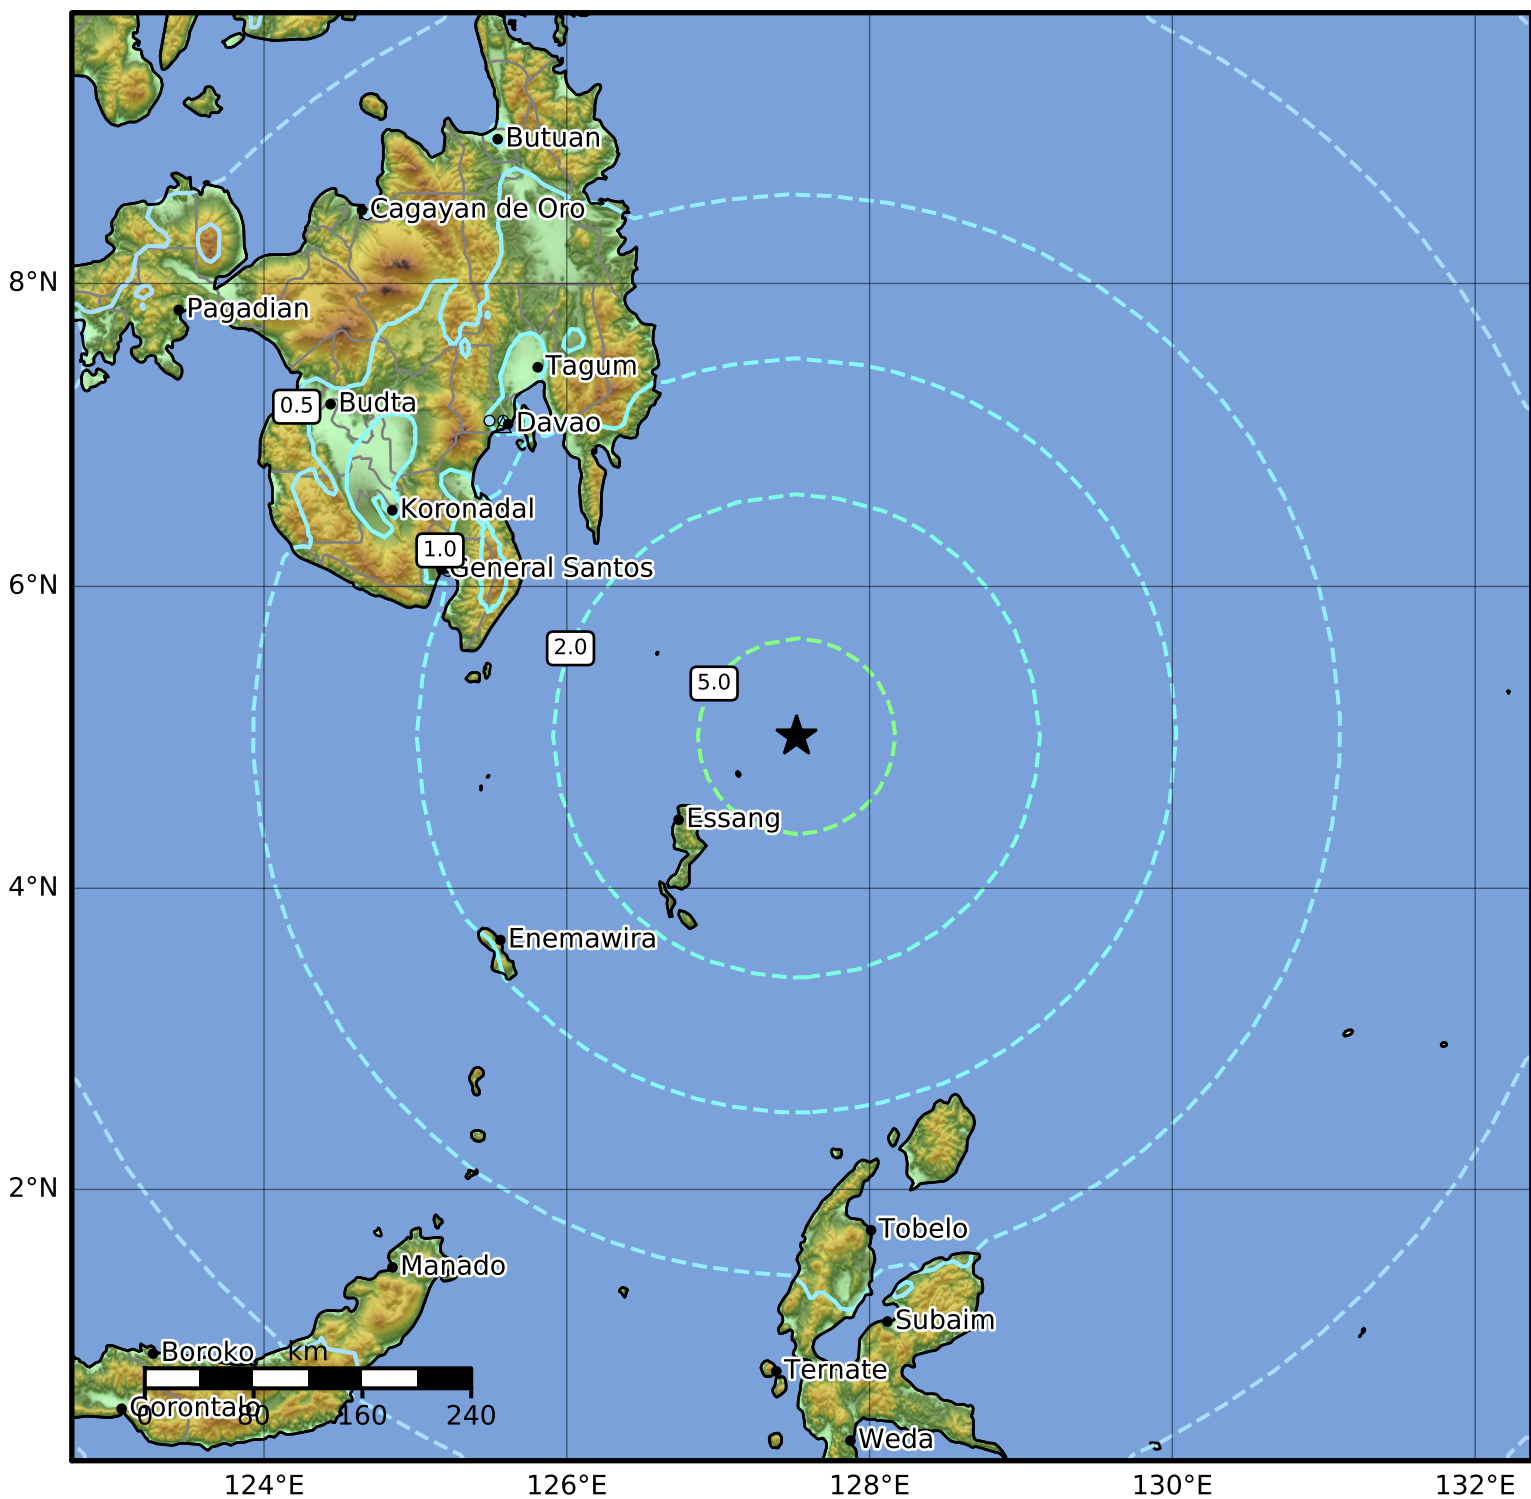 Butuan
Cagayan de Oro
8°N
Pagadian
Tagum
0.5
Budta
Davao
Koronadal
1.0
General Santos
6°N
2.0
5.0
Essang
4°N
Enemawira
2°N
Tobelo
Manado
Subaim
Boroko
km
Ternate
Gorontalo
0
80
160
240
Weda
124°E
126°E
128°E
130°E
132°E